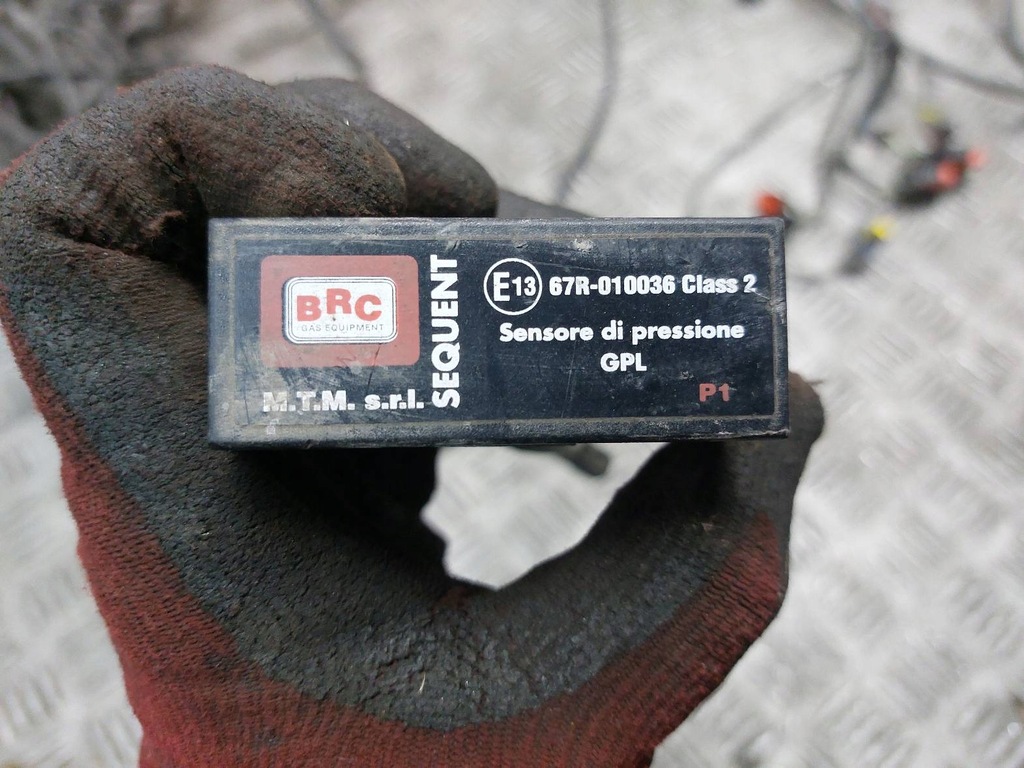 BRC
GAS EQUIPMENT
M.T.M. s.r.l.
SEQUENT
E13 67R-010036 Class 2
Sensore di pressione
GPL
P1